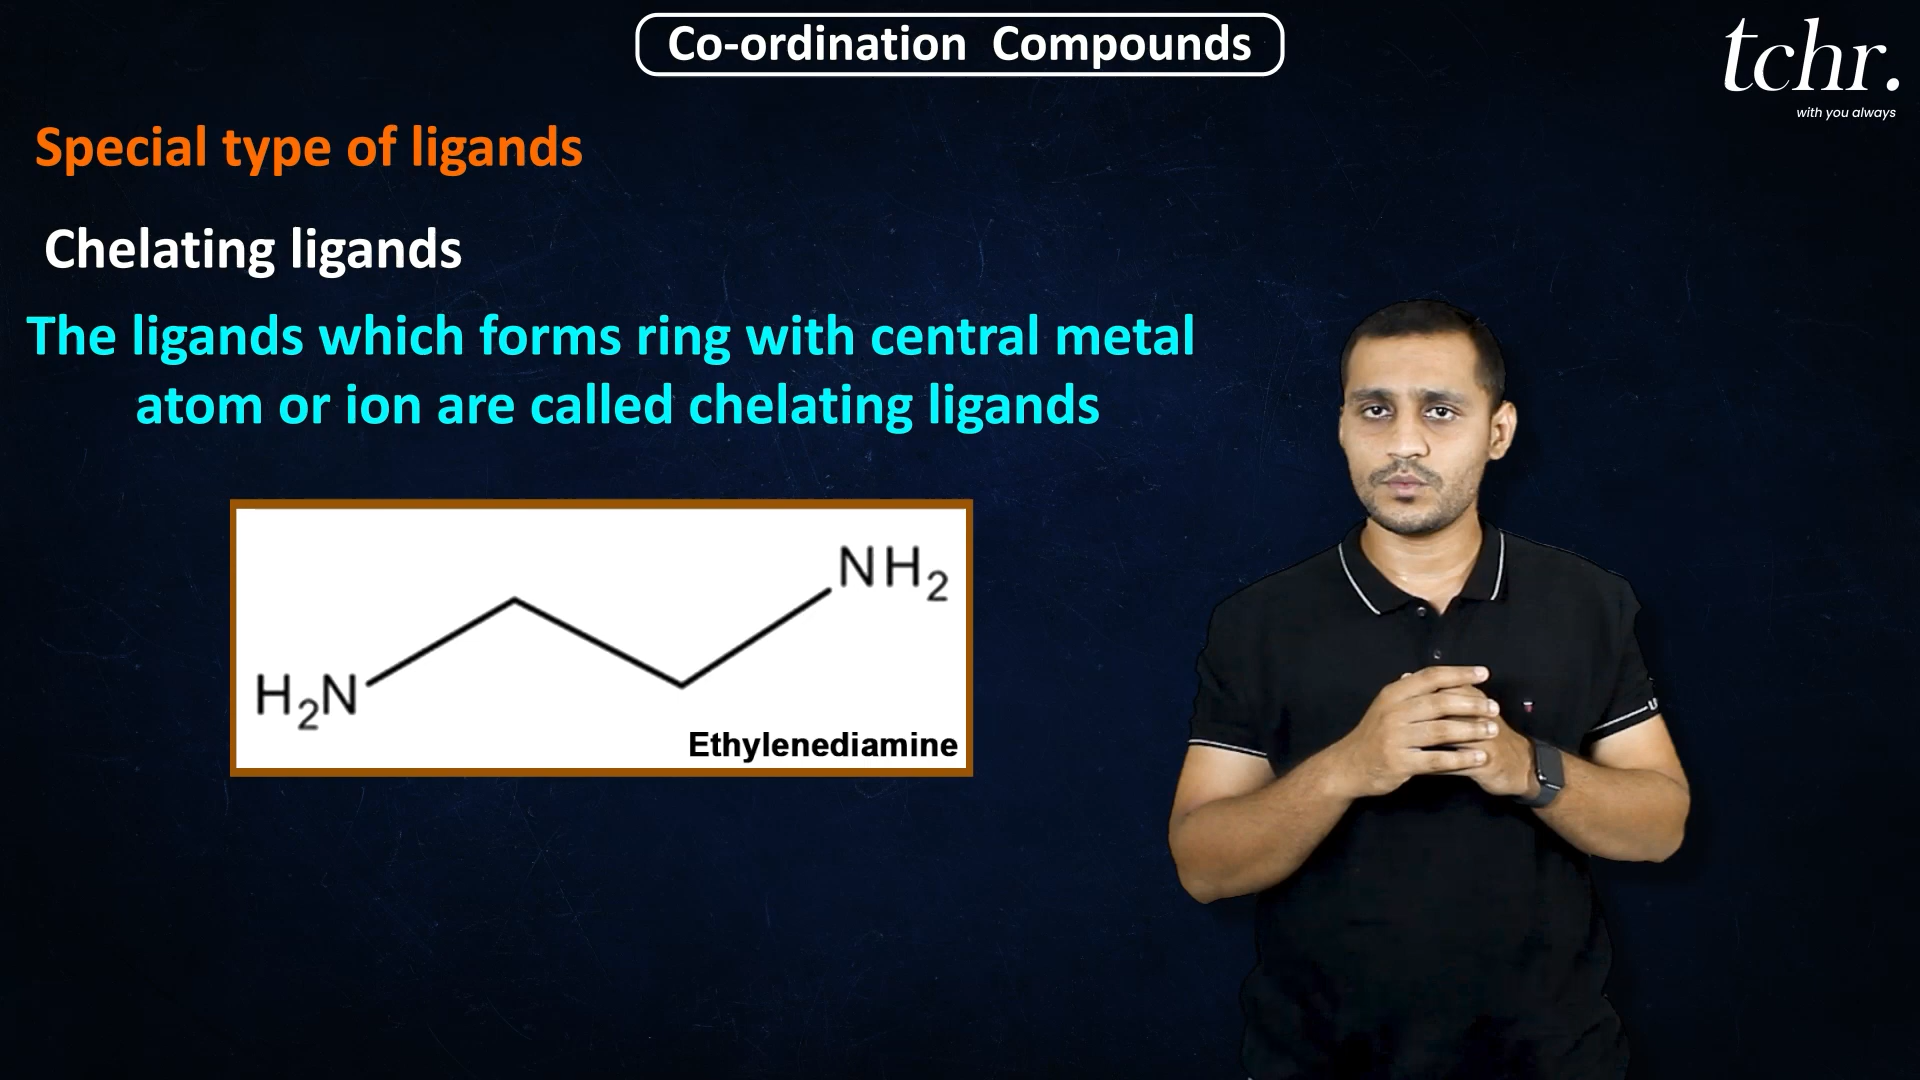 Co-ordination Compounds
tchr.
with you always
Special type of ligands
Chelating ligands
The ligands which forms ring with central metal
atom or ion are called chelating ligands
NH2
H2N
Ethylenediamine